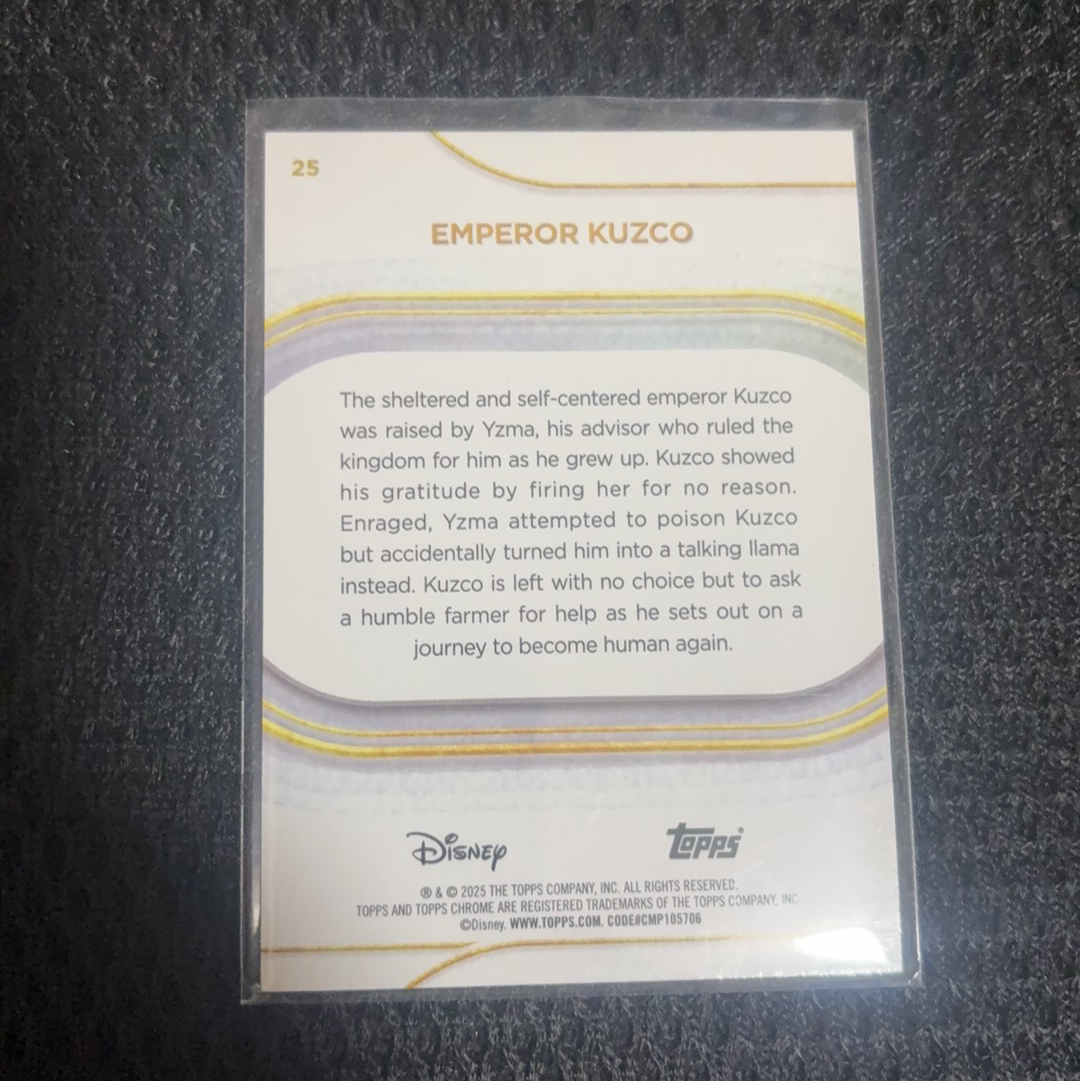 25
EMPEROR KUZCO
The sheltered and self-centered emperor Kuzco
was raised by Yzma, his advisor who ruled the
kingdom for him as he grew up. Kuzco showed
his gratitude by firing her for no reason.
Enraged, Yzma attempted to poison Kuzco
but accidentally turned him into a talking llama
instead. Kuzco is left with no choice but to ask
a humble farmer for help as he sets out on a
journey to become human again.
Disney
Topps®
® & © 2025 THE TOPPS COMPANY, INC. ALL RIGHTS RESERVED.
TOPPS AND TOPPS CHROME ARE REGISTERED TRADEMARKS OF THE TOPPS COMPANY, INC.
©Disney. WWW.TOPPS.COM. CODE#CMP105706